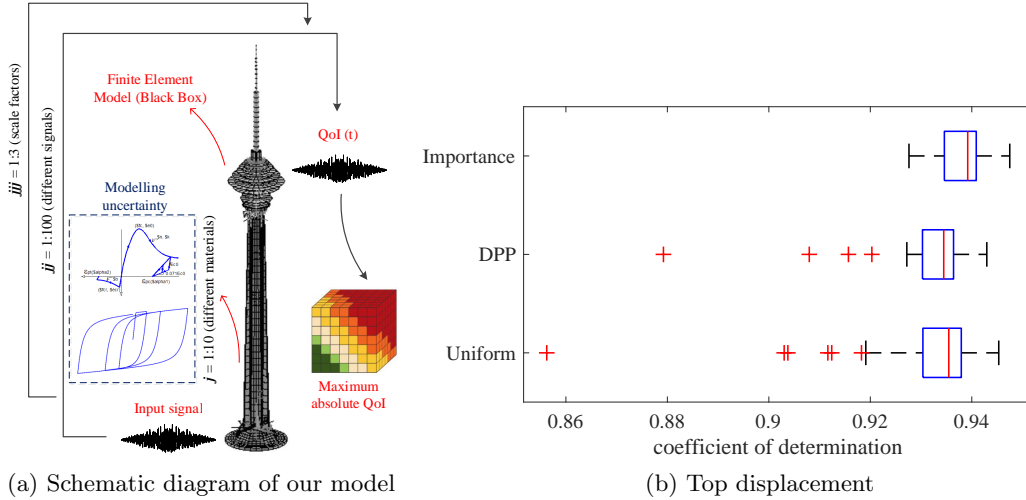 jjj = 1:3 (scale factors)
jj = 1:100 (different signals)
Finite Element
Model (Black Box)
QoI (t)
Modelling
uncertainty
j = 1:10 (different materials)
Maximum
absolute QoI
Input signal
(a) Schematic diagram of our model
Importance
DPP
Uniform
0.86
0.88
0.9
0.92
0.94
coefficient of determination
(b) Top displacement